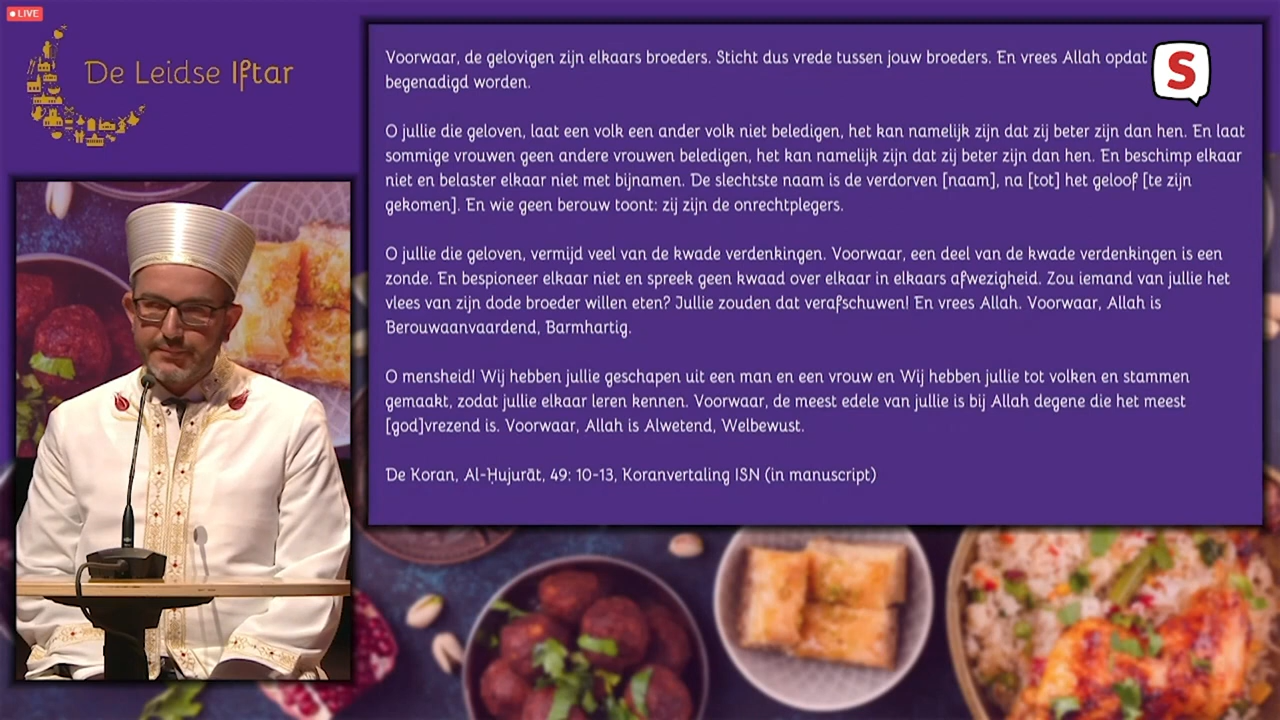 LIVE
De Leidse Iftar
Voorwaar, de gelovigen zijn elkaars broeders. Sticht dus vrede tussen jouw broeders. En vrees Allah opdat
begenadigd worden.
O jullie die geloven, laat een volk een ander volk niet beledigen, het kan namelijk zijn dat zij beter zijn dan hen. En laat
sommige vrouwen geen andere vrouwen beledigen, het kan namelijk zijn dat zij beter zijn dan hen. En beschimp elkaar
niet en belaster elkaar niet met bijnamen. De slechtste naam is de verdorven [naam], na [tot] het geloof [te zijn
gekomen]. En wie geen berouw toont: zij zijn de onrechtplegers.
O jullie die geloven, vermijd veel van de kwade verdenkingen. Voorwaar, een deel van de kwade verdenkingen is een
zonde. En bespioneer elkaar niet en spreek geen kwaad over elkaar in elkaars afwezigheid. Zou iemand van jullie het
vlees van zijn dode broeder willen eten? Jullie zouden dat verafschuwen! En vrees Allah. Voorwaar, Allah is
Berouwaanvaardend, Barmhartig.
O mensheid! Wij hebben jullie geschapen uit een man en een vrouw en Wij hebben jullie tot volken en stammen
gemaakt, zodat jullie elkaar leren kennen. Voorwaar, de meest edele van jullie is bij Allah degene die het meest
[god]vrezend is. Voorwaar, Allah is Alwetend, Welbewust.
De Koran, Al-Ḥujurāt, 49: 10-13, Koranvertaling ISN (in manuscript)
S